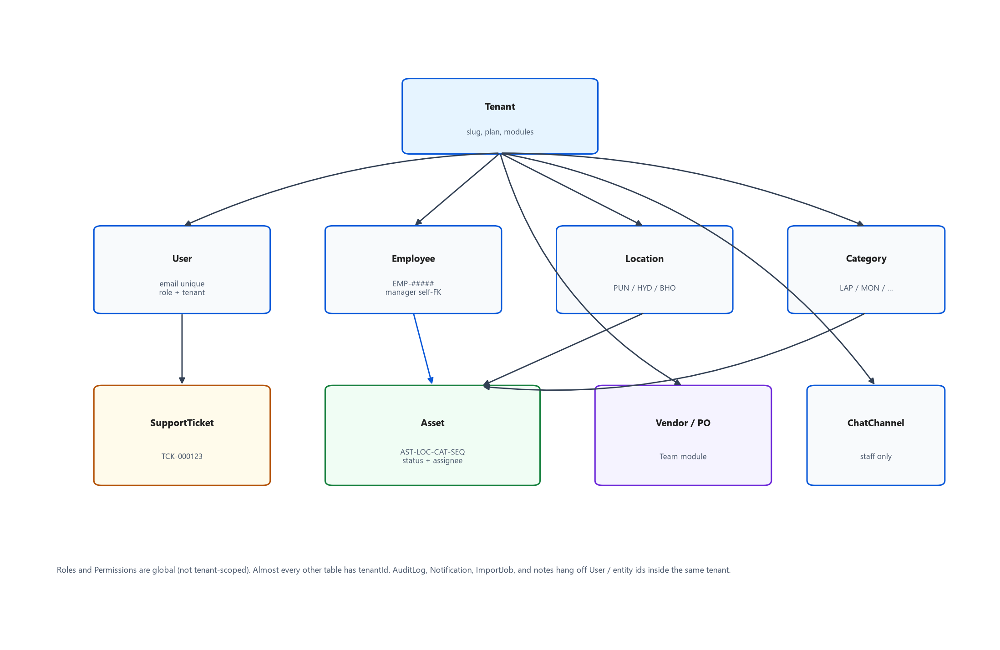 Tenant
slug, plan, modules
User
email unique
role + tenant
Employee
EMP-#####
manager self-FK
Location
PUN / HYD / BHO
Category
LAP / MON / ...
SupportTicket
TCK-000123
Asset
AST-LOC-CAT-SEQ
status + assignee
Vendor / PO
Team module
ChatChannel
staff only
Roles and Permissions are global (not tenant-scoped). Almost every other table has tenantId. AuditLog, Notification, ImportJob, and notes hang off User / entity ids inside the same tenant.